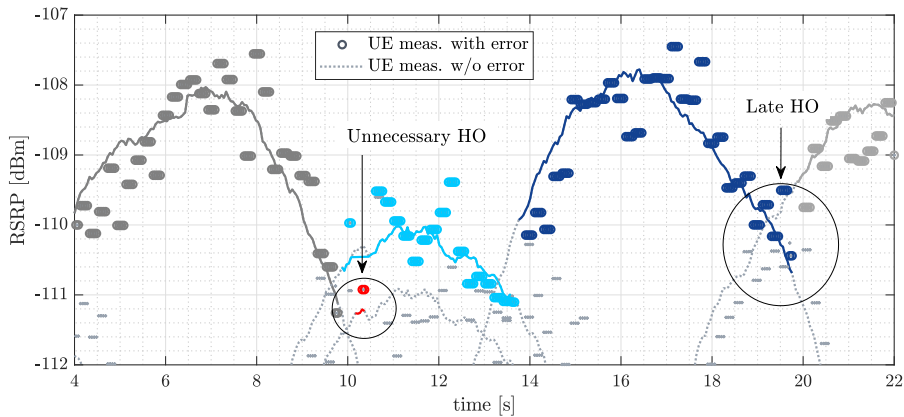 -107
-108
-109
-110
-111
-112
RSRP [dBm]
UE meas. with error
UE meas. w/o error
Unnecessary HO
Late HO
4
6
8
10
12
14
16
18
20
22
time [s]